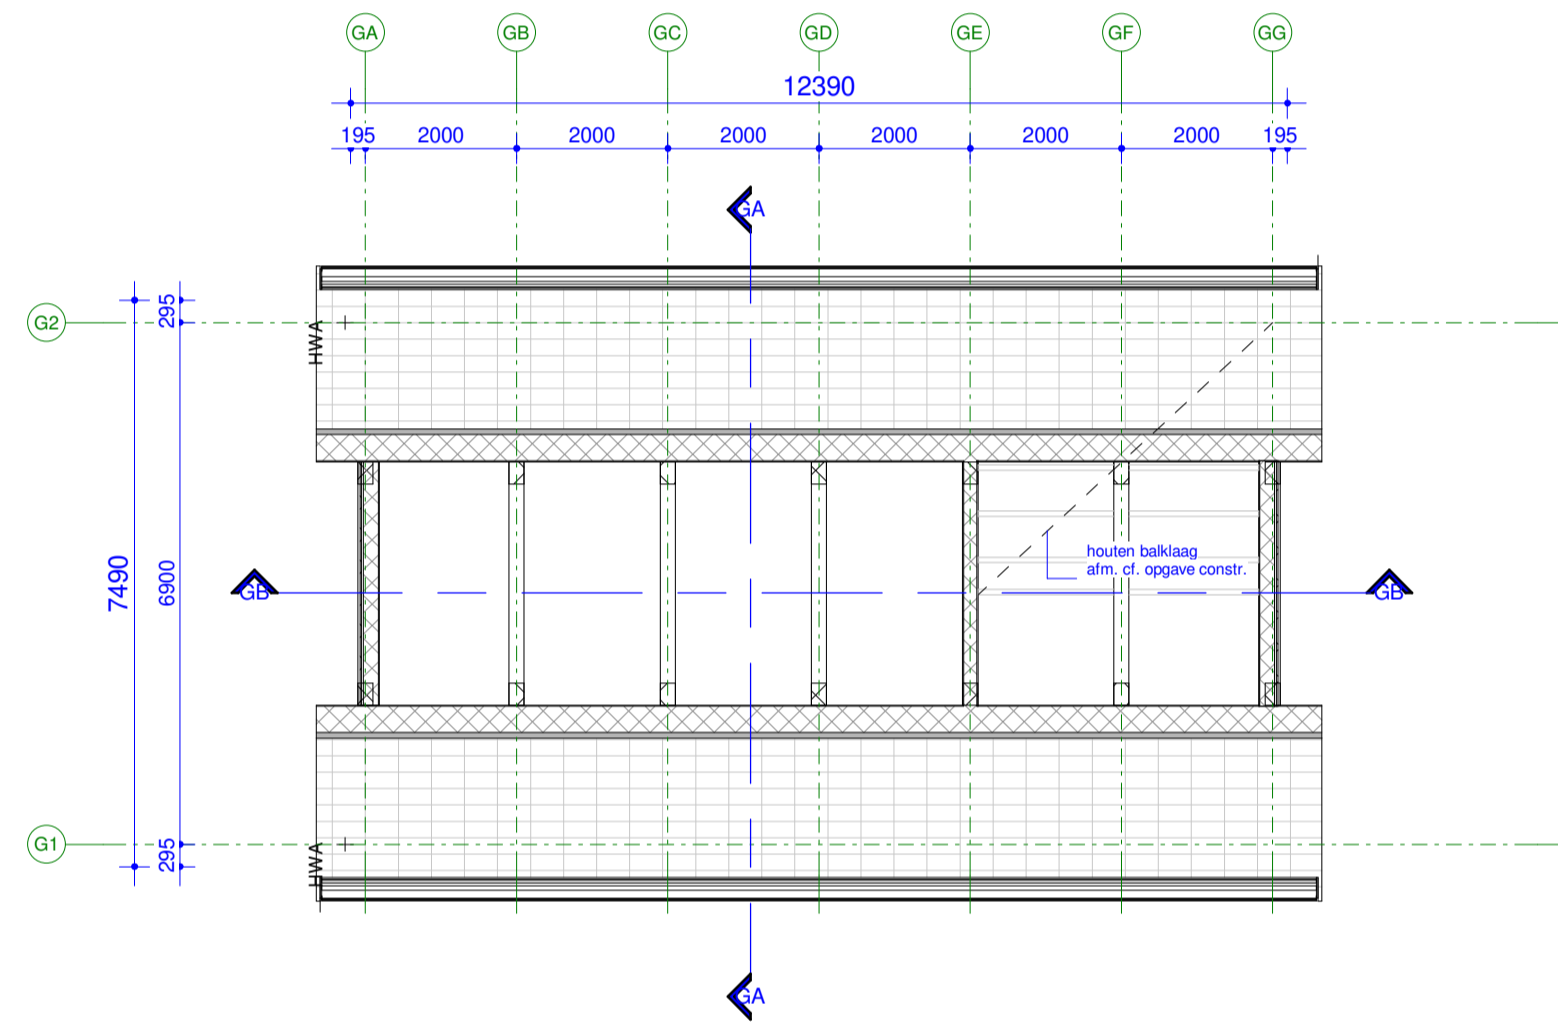 GA GB GC GD GE GF GG
12390
195 2000 2000 2000 2000 2000 2000 195
GA
295
G2
HWA
houten balklaag
afm. cf. opgave constr.
7490
6900
GB
GB
G1
295
HWA
GA